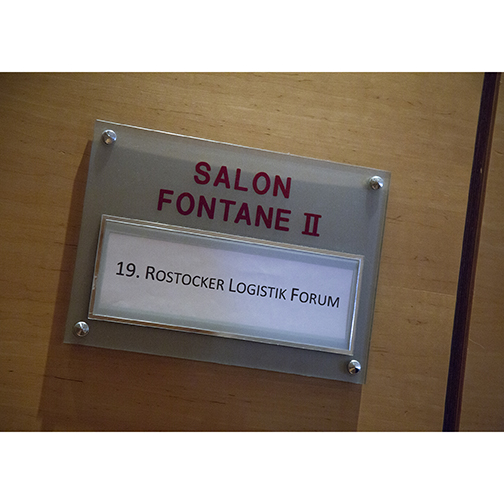 SALON
FONTANE II
19. ROSTOCKER LOGISTIK FORUM